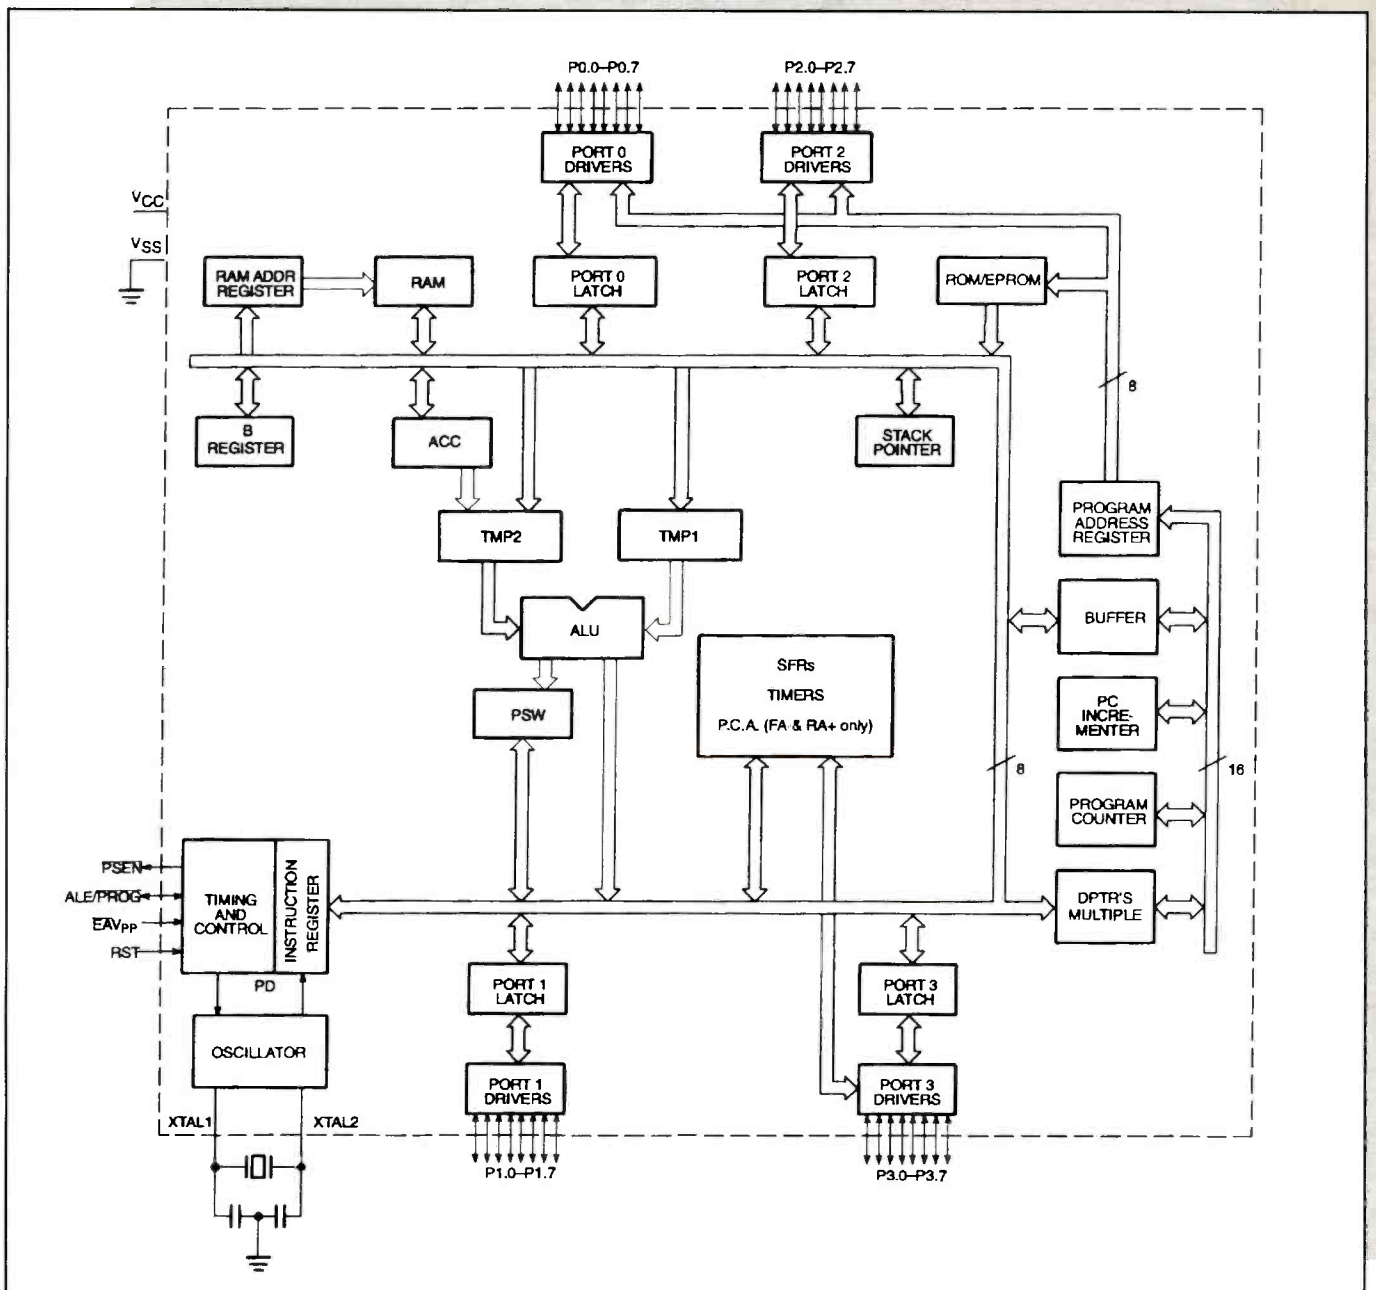 P0.0–P0.7
P2.0–P2.7
PORT 0
DRIVERS
PORT 2
DRIVERS
VCC
VSS
RAM ADDR
REGISTER
RAM
PORT 0
LATCH
PORT 2
LATCH
ROM/EPROM
8
B
REGISTER
ACC
STACK
POINTER
PROGRAM
ADDRESS
REGISTER
TMP2
TMP1
ALU
BUFFER
SFRs
TIMERS
P.C.A. (FA & RA+ only)
PSW
PC
INCRE-
MENTER
8
16
PROGRAM
COUNTER
PSEN
ALE/PROG
EAVPP
RST
TIMING
AND
CONTROL
INSTRUCTION
REGISTER
DPTR'S
MULTIPLE
PD
PORT 1
LATCH
PORT 3
LATCH
OSCILLATOR
PORT 1
DRIVERS
PORT 3
DRIVERS
XTAL1
XTAL2
P1.0–P1.7
P3.0–P3.7